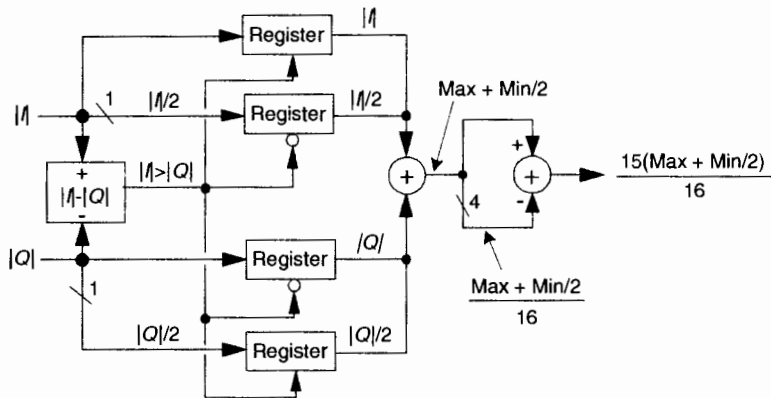 |I|
Register
|I|
1
|I|/2
Register
|I|/2
Max + Min/2
|I|
+
|I|-|Q|
-
|I|>|Q|
+
+
-
4
15(Max + Min/2)
16
|Q|
1
Register
|Q|
Max + Min/2
16
|Q|/2
Register
|Q|/2